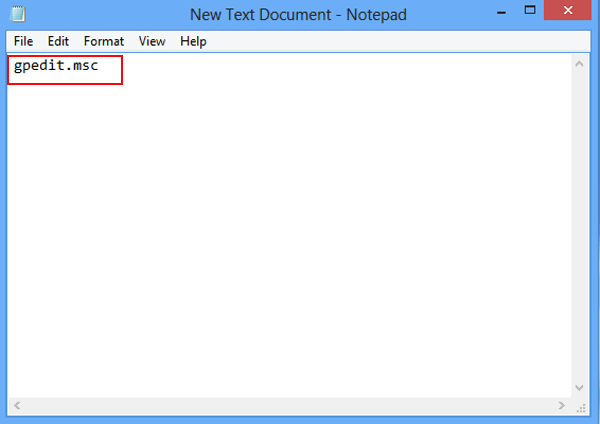 New Text Document - Notepad
File Edit Format View Help
gpedit.msc